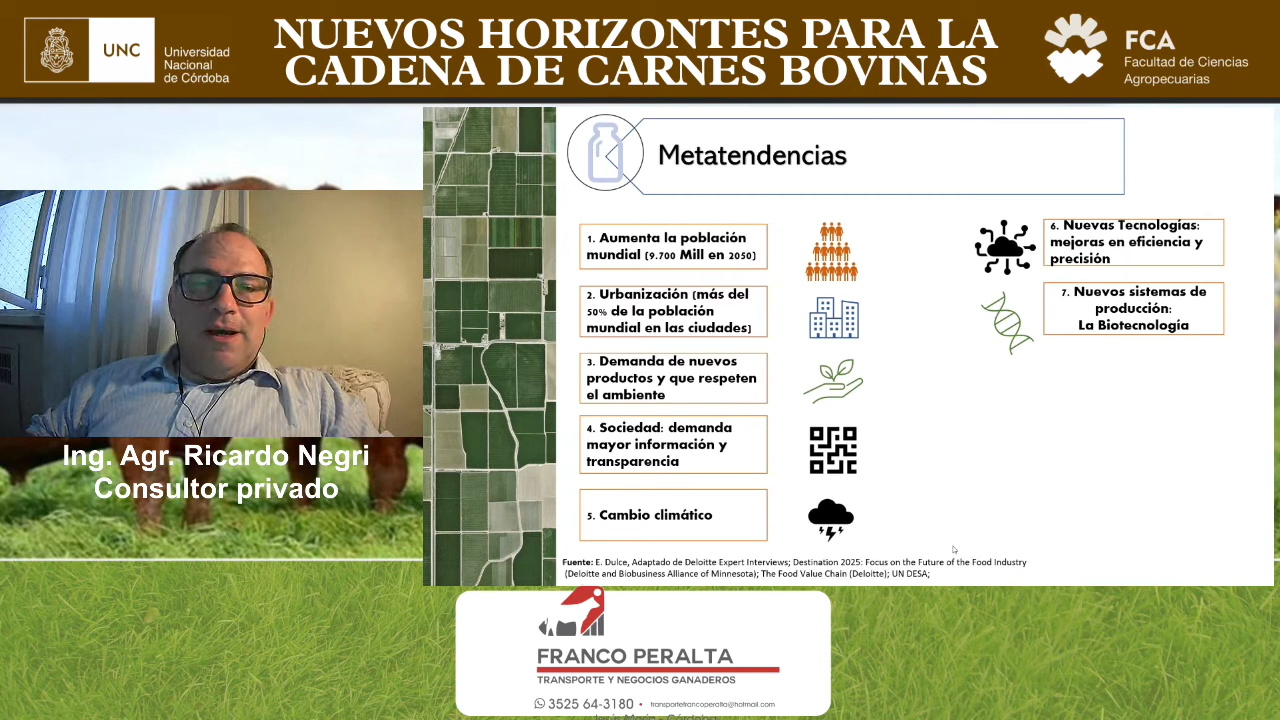 UNC
Universidad
Nacional
de Córdoba
NUEVOS HORIZONTES PARA LA
CADENA DE CARNES BOVINAS
FCA
Facultad de Ciencias
Agropecuarias
Metatendencias
1. Aumenta la población
mundial (9.700 Mill en 2050)
2. Urbanización (más del
50% de la población
mundial en las ciudades)
3. Demanda de nuevos
productos y que respeten
el ambiente
4. Sociedad: demanda
mayor información y
transparencia
5. Cambio climático
6. Nuevas Tecnologías:
mejoras en eficiencia y
precisión
7. Nuevos sistemas de
producción:
La Biotecnología
Fuente: E. Dulce, Adaptado de Deloitte Expert Interviews; Destination 2025: Focus on the Future of the Food Industry
(Deloitte and Biobusiness Alliance of Minnesota); The Food Value Chain (Deloitte); UN DESA;
Ing. Agr. Ricardo Negri
Consultor privado
FRANCO PERALTA
TRANSPORTE Y NEGOCIOS GANADEROS
3525 64-3180 • transportefrancoperalta@hotmail.com